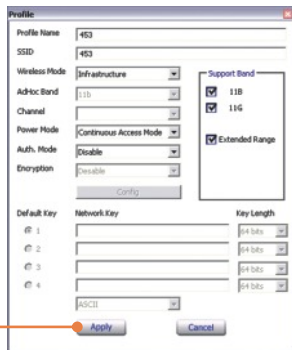 Profile
Profile Name 453
SSID 453
Wireless Mode Infrastructure
Support Band
AdHoc Band 11b
11B
Channel
11G
Power Mode Continuous Access Mode
Extended Range
Auth. Mode Disable
Encryption Desable
Config
Default Key Network Key Key Length
1 64 bits
2 64 bits
3 64 bits
4 64 bits
ASCII
Apply Cancel